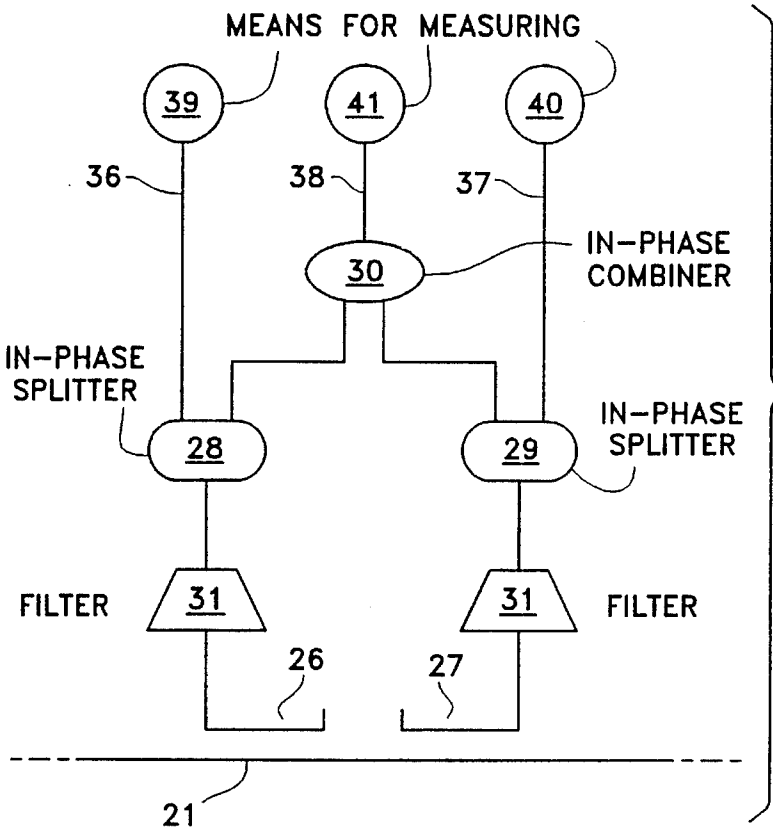 MEANS FOR MEASURING
39
41
40
36
38
37
30
IN-PHASE
COMBINER
IN-PHASE
SPLITTER
28
29
IN-PHASE
SPLITTER
FILTER
31
31
FILTER
26
27
21